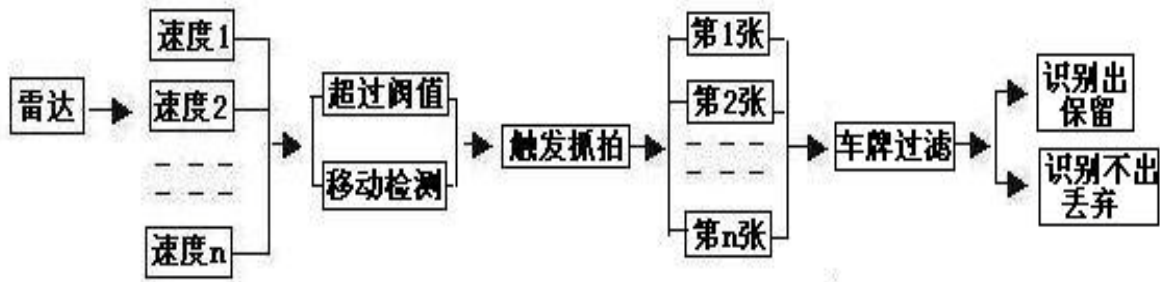 雷达
速度1
速度2
速度n
超过阀值
移动检测
触发抓拍
第1张
第2张
第n张
车牌过滤
识别出
保留
识别不出
丢弃